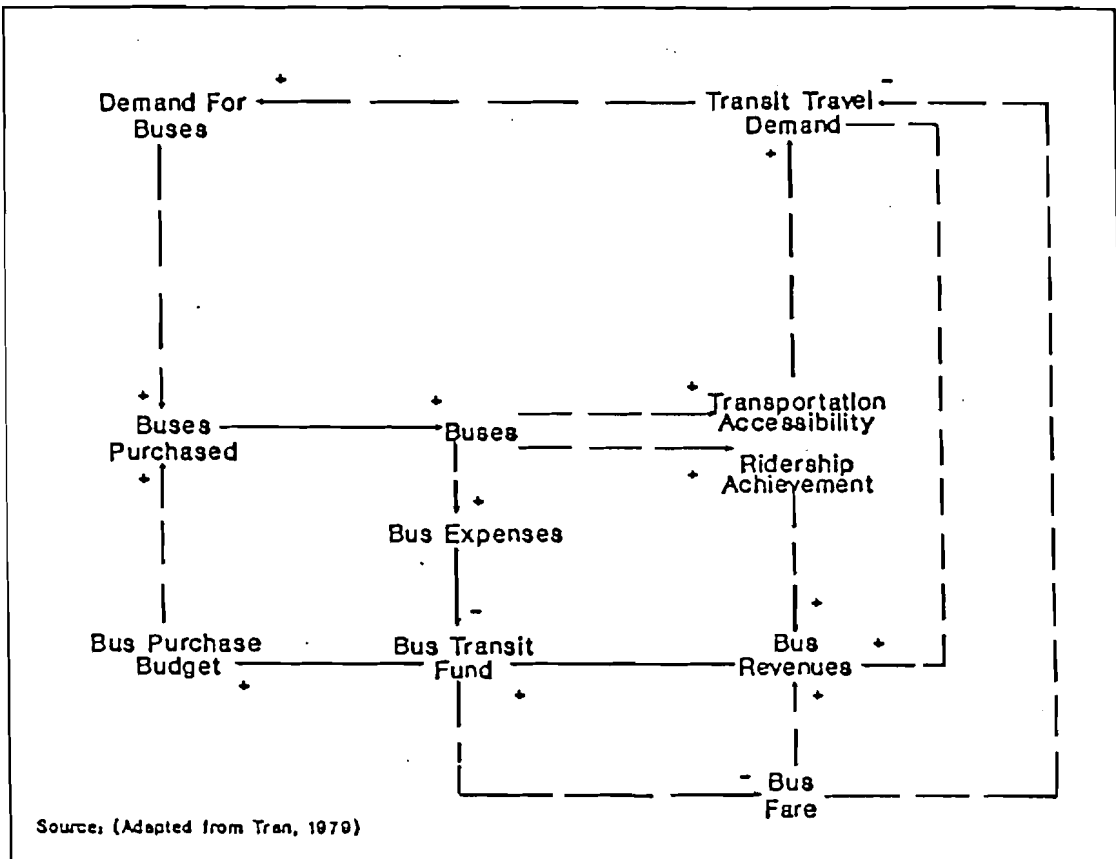 +
-
Demand For
Buses
Transit Travel
Demand
+
+
+
+
Buses
Purchased
Buses
Transportation
Accessibility
+
+
+
Ridership
Achievement
Bus Expenses
-
+
Bus Purchase
Budget
Bus Transit
Fund
Bus
Revenues
+
+
+
+
-
Bus
Fare
Source: (Adapted from Tran, 1979)